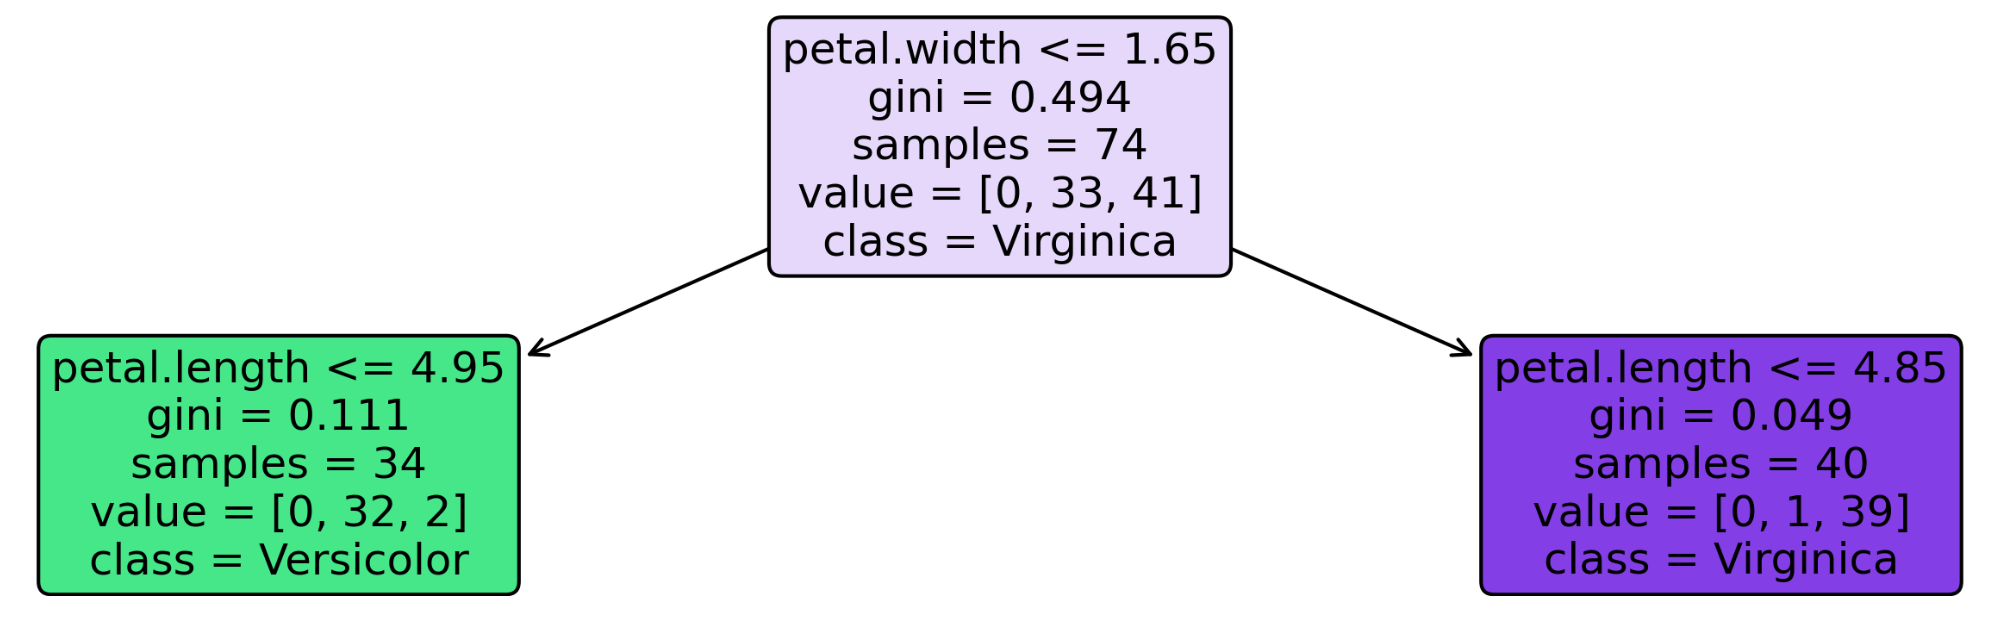 petal.width <= 1.65
gini = 0.494
samples = 74
value = [0, 33, 41]
class = Virginica
petal.length <= 4.95
gini = 0.111
samples = 34
value = [0, 32, 2]
class = Versicolor
petal.length <= 4.85
gini = 0.049
samples = 40
value = [0, 1, 39]
class = Virginica